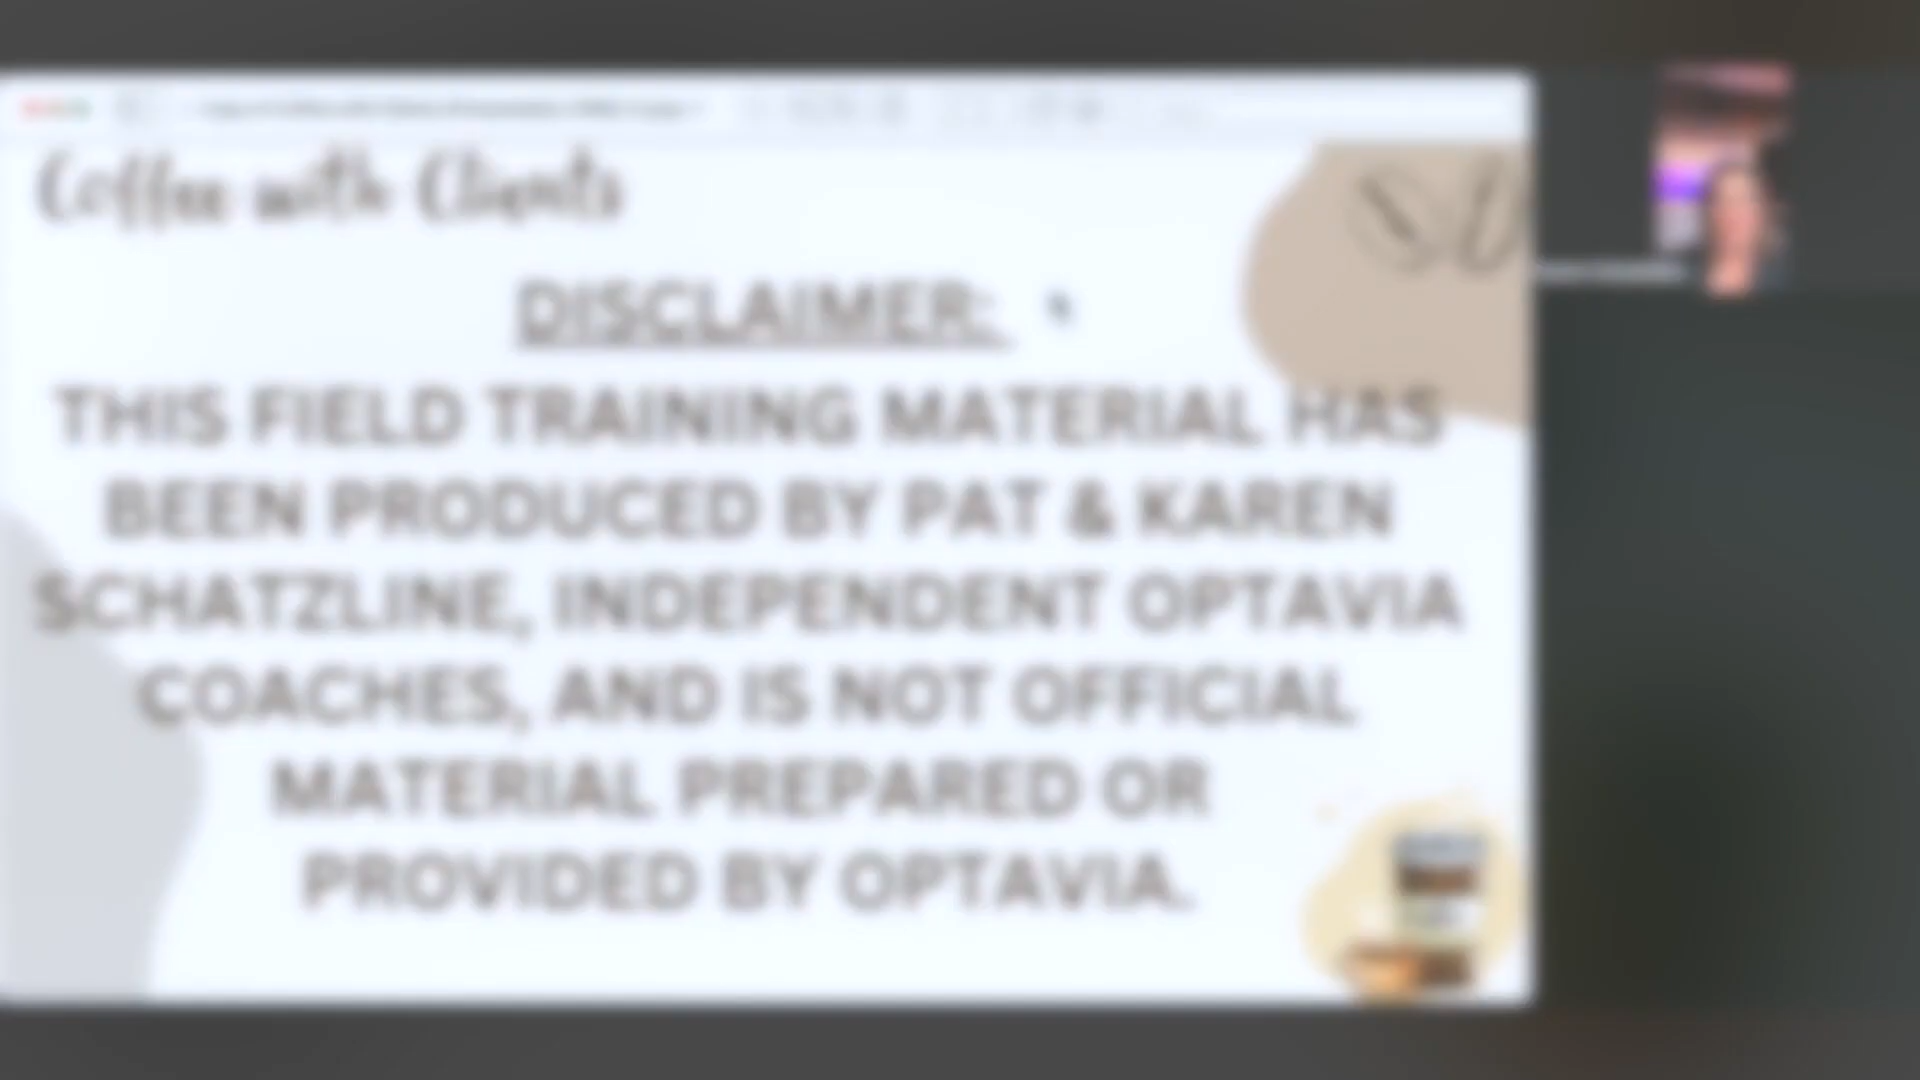 Coffee with Clients
DISCLAIMER:
THIS FIELD TRAINING MATERIAL HAS
BEEN PRODUCED BY PAT & KAREN
SCHATZLINE, INDEPENDENT OPTAVIA
COACHES, AND IS NOT OFFICIAL
MATERIAL PREPARED OR
PROVIDED BY OPTAVIA.